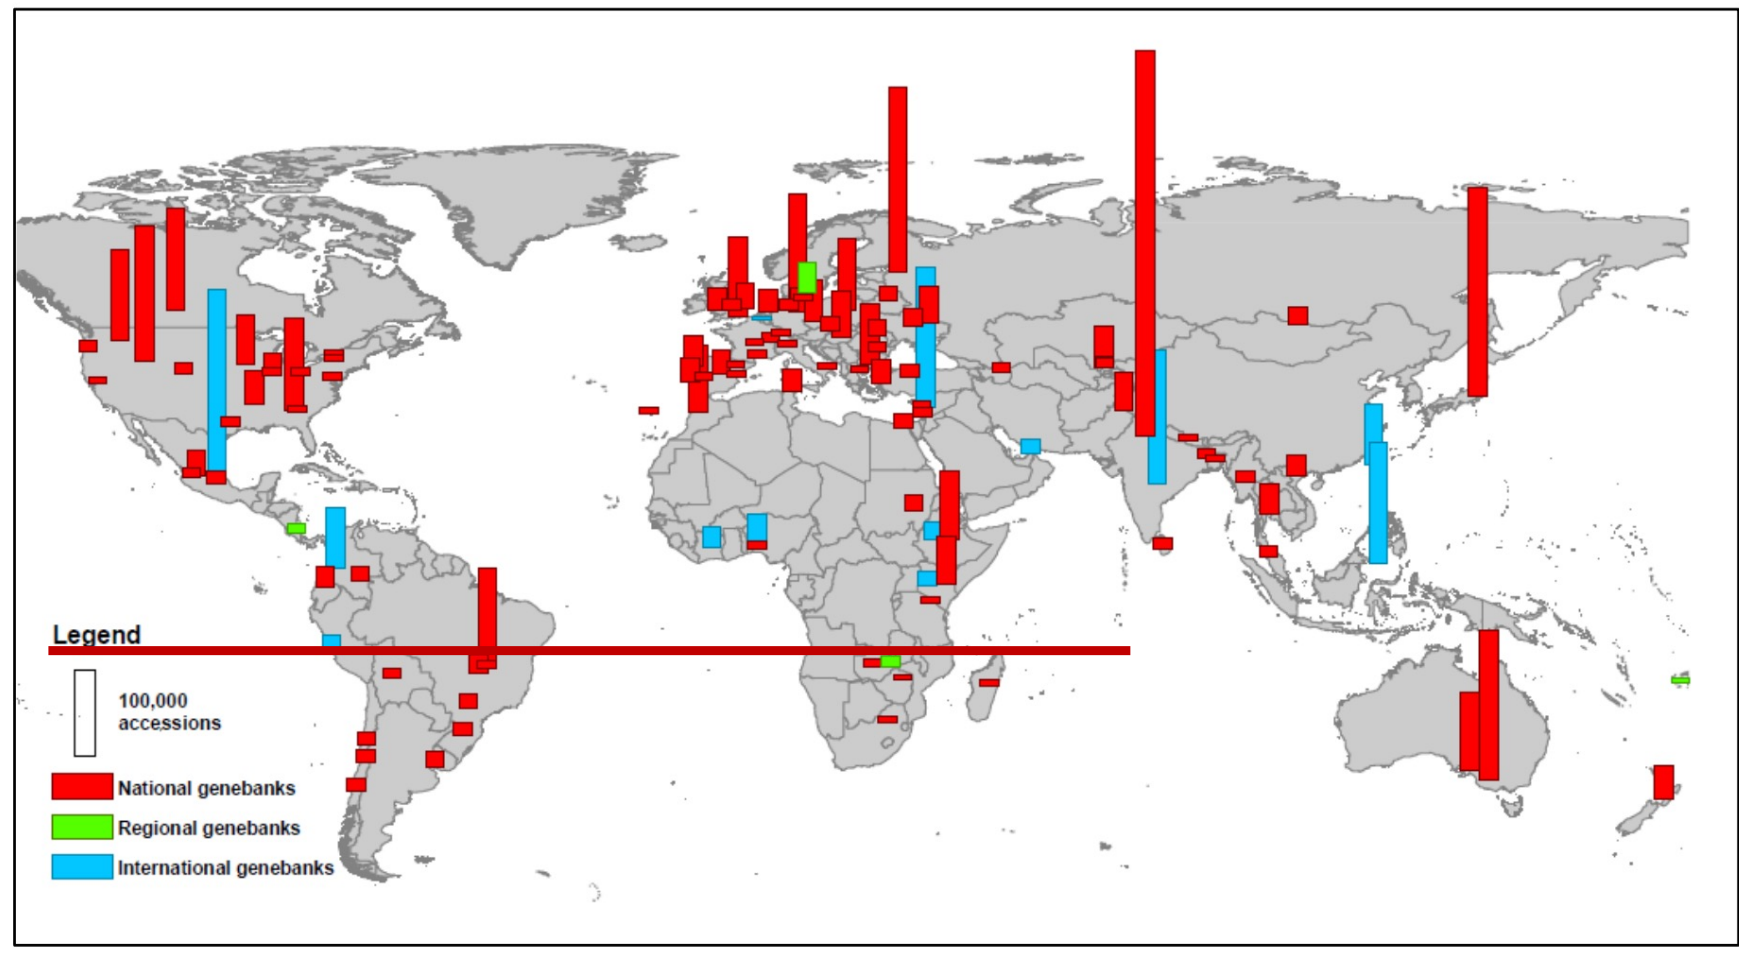 Legend
100,000
accessions
National genebanks
Regional genebanks
International genebanks